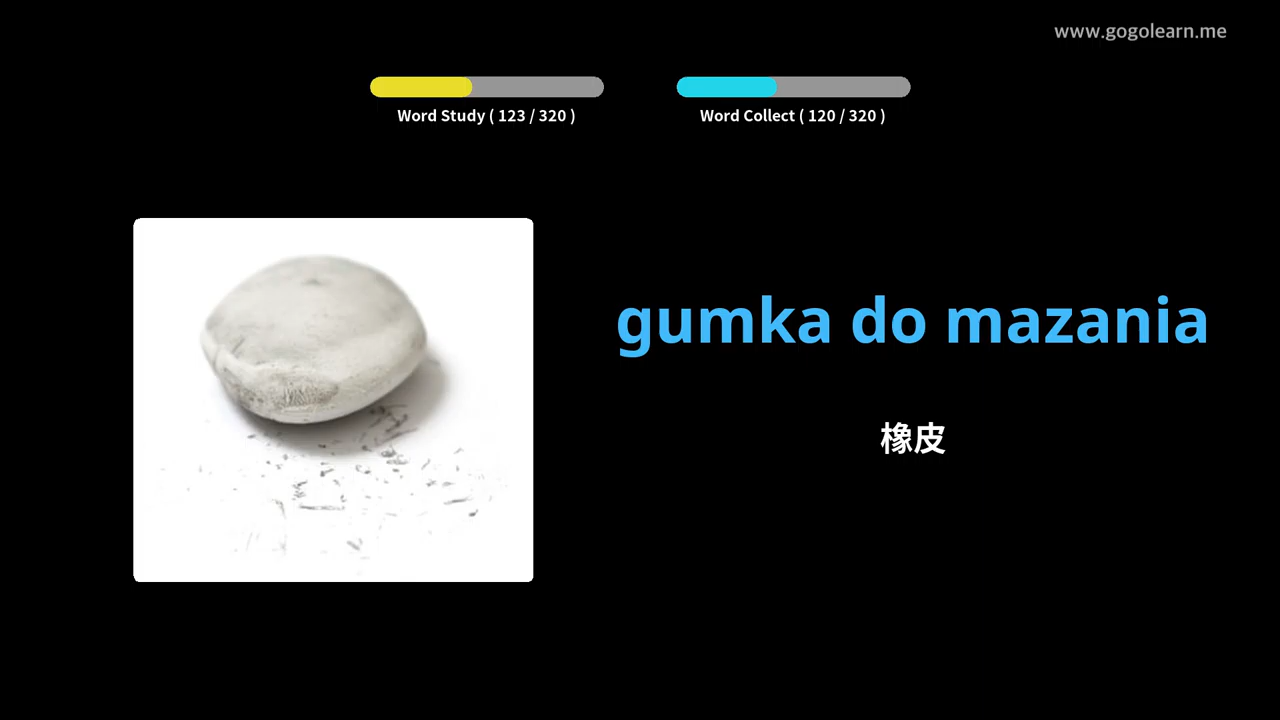 www.gogolearn.me
Word Study ( 123 / 320 )
Word Collect ( 120 / 320 )
gumka do mazania
橡皮